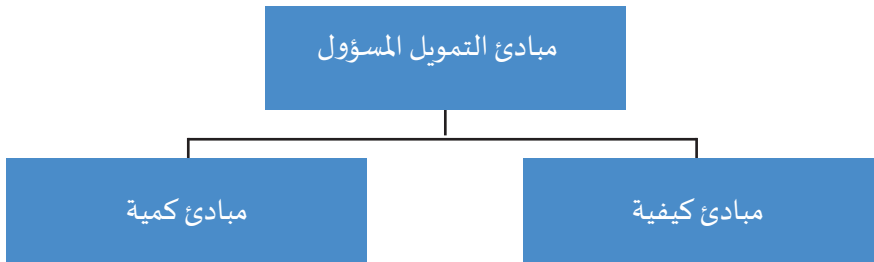 مبادئ التمويل المسؤول
مبادئ كيفية
مبادئ كمية